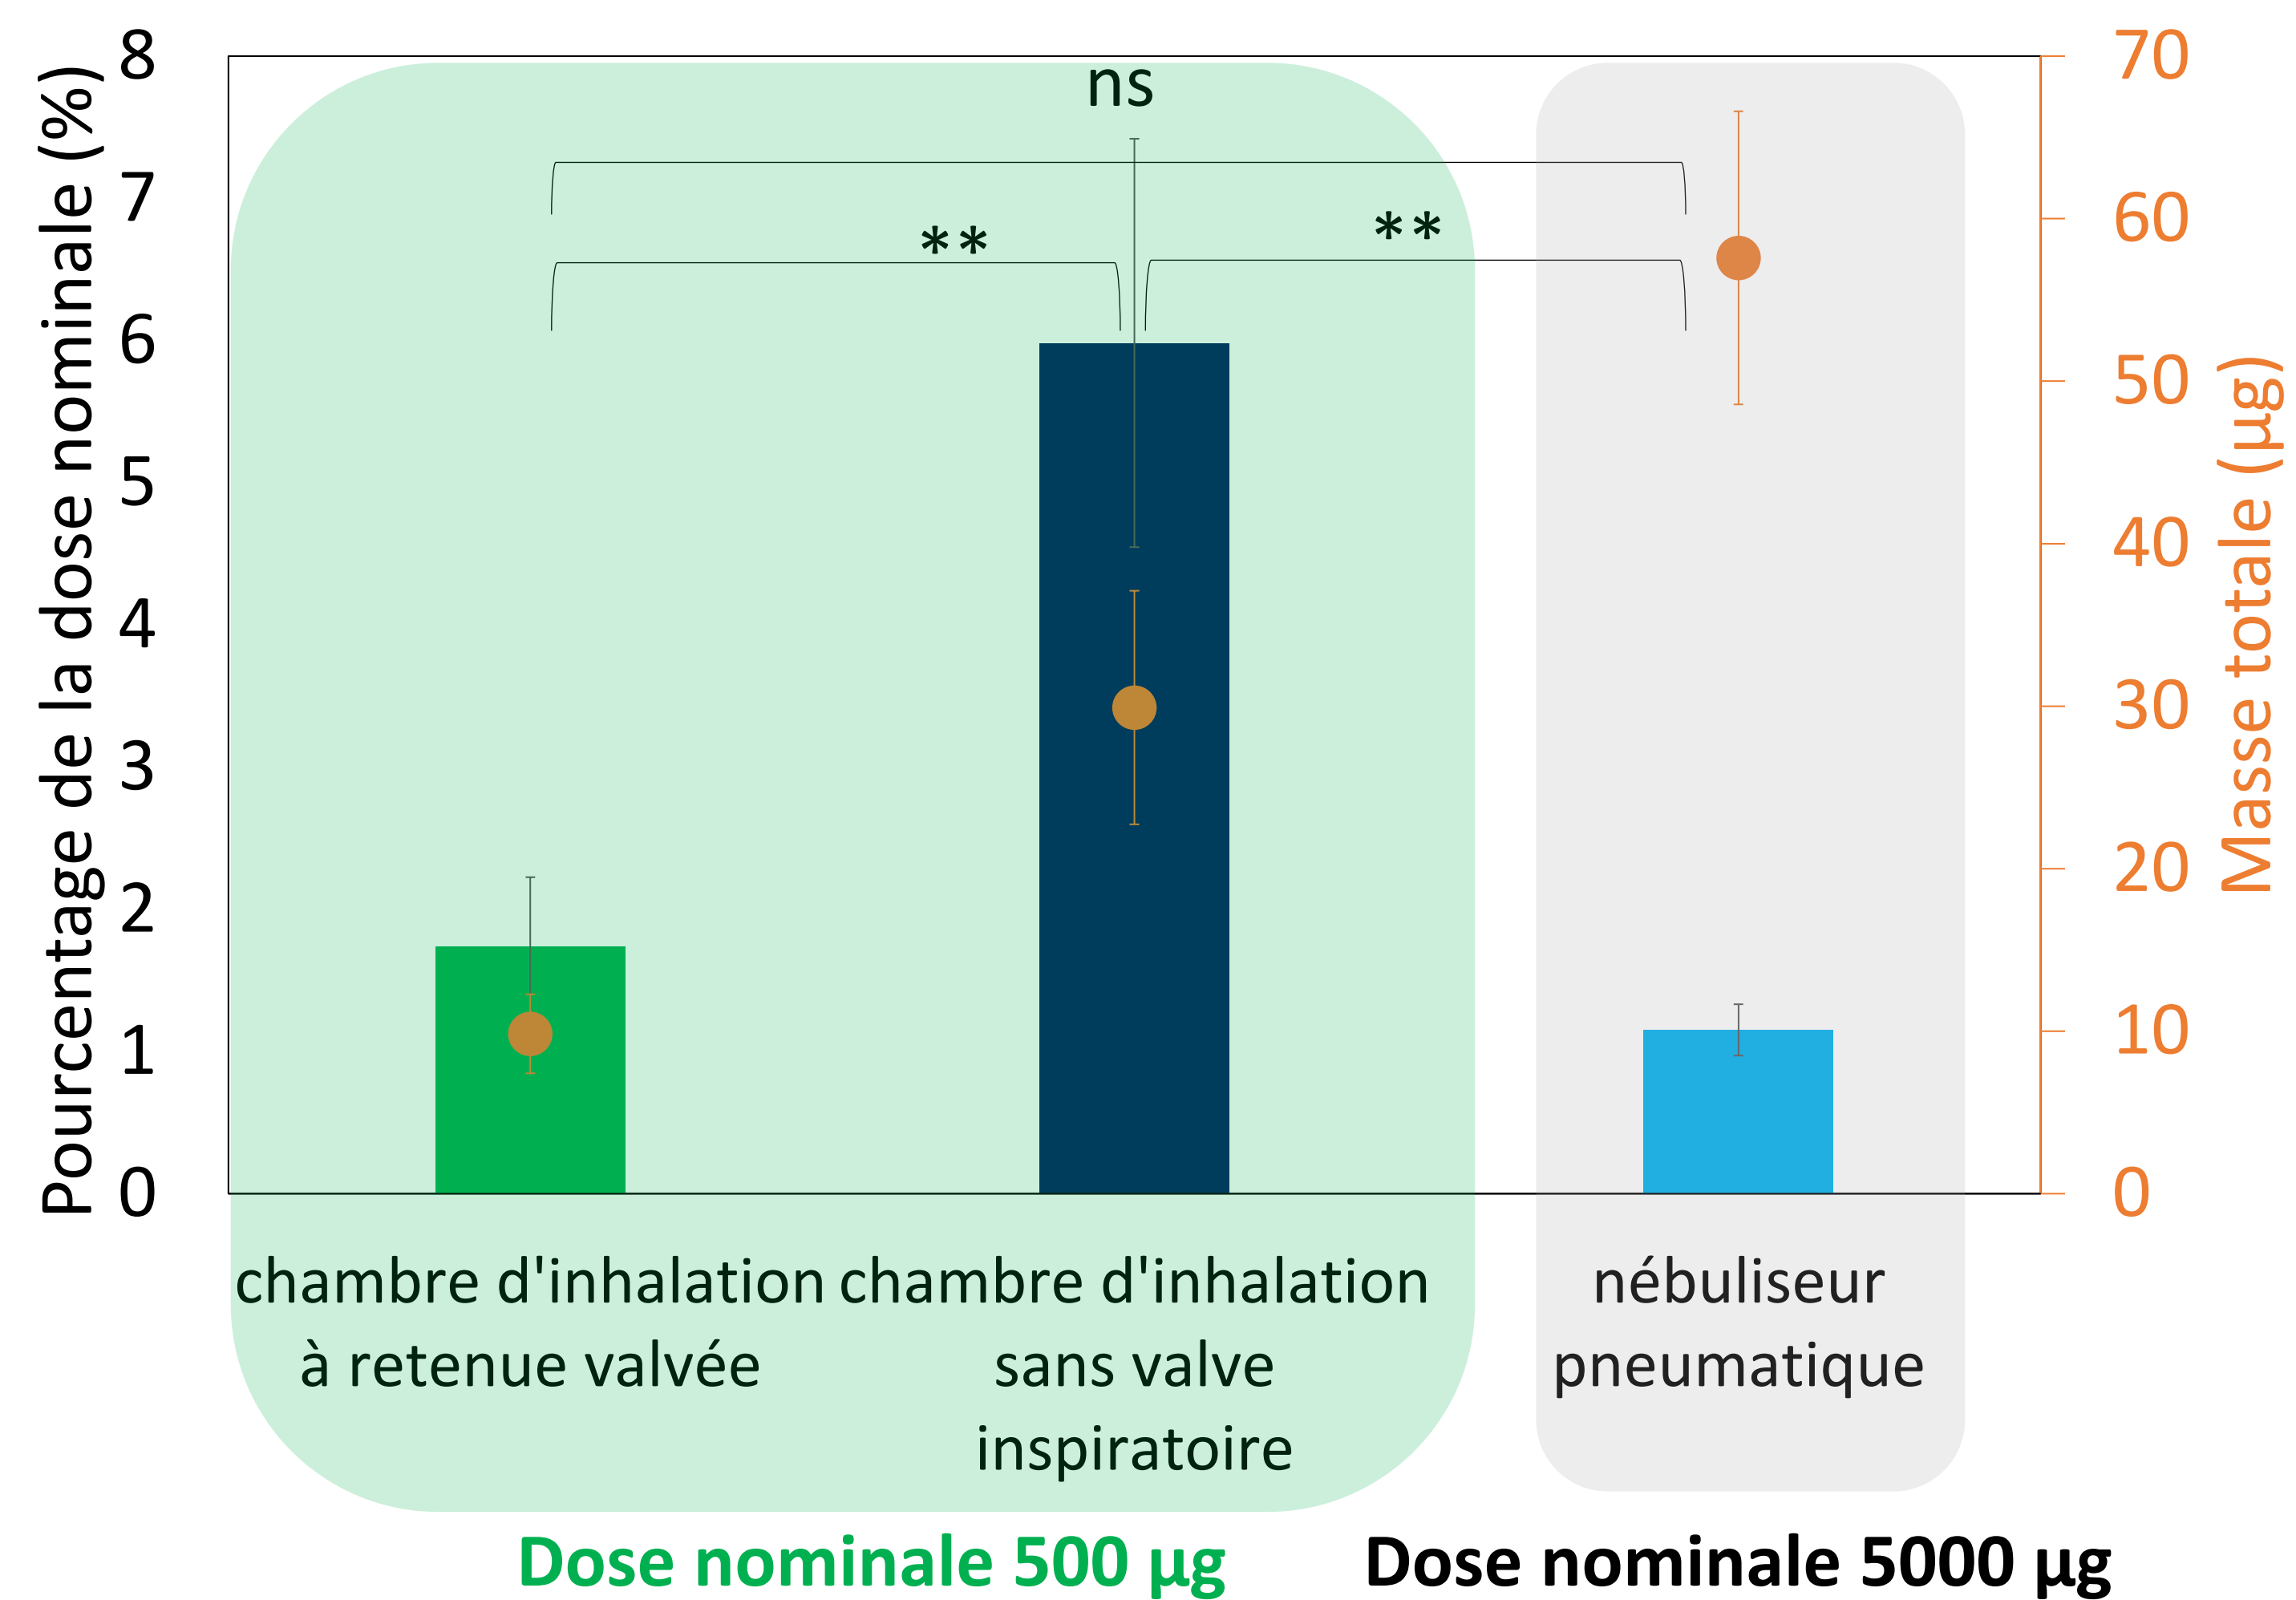 Pourcentage de la dose nominale (%)
8
7
6
5
4
3
2
1
0
ns
**
**
70
60
50
40
30
20
10
0
Masse totale (µg)
chambre d'inhalation
à retenue valvée
chambre d'inhalation
sans valve
inspiratoire
nébuliseur
pneumatique
Dose nominale 500 µg
Dose nominale 5000 µg